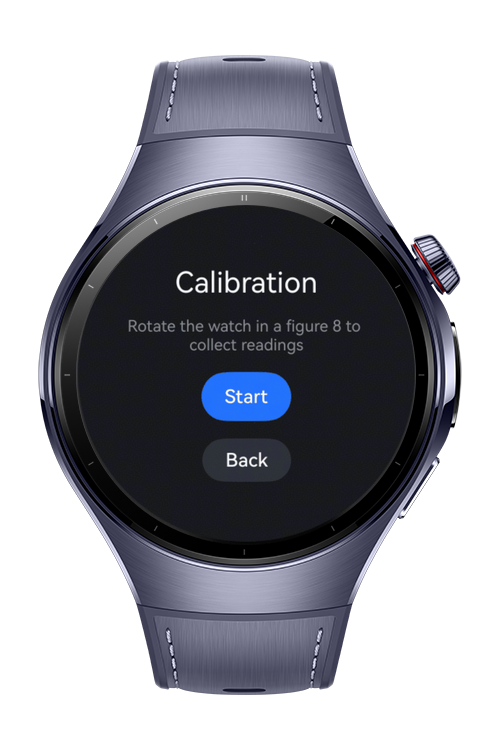 Calibration
Rotate the watch in a figure 8 to
collect readings
Start
Back